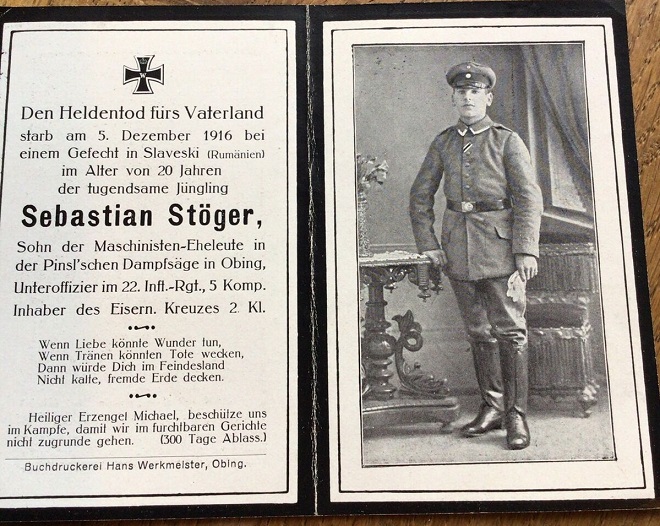 W
Den Heldentod fürs Vaterland
starb am 5. Dezember 1916 bei
einem Gefecht in Slaveski (Rumänien)
im Alter von 20 Jahren
der tugendsame Jüngling
Sebastian Stöger,
Sohn der Maschinisten-Eheleute in
der Pinsl'schen Dampfsäge in Obing,
Unteroffizier im 22. Inft.-Rgt., 5 Komp.
Inhaber des Eisern. Kreuzes 2. Kl.
Wenn Liebe könnte Wunder tun,
Wenn Tränen könnten Tote wecken,
Dann würde Dich im Feindesland
Nicht kalte, fremde Erde decken.
Heiliger Erzengel Michael, beschütze uns
im Kampfe, damit wir im furchtbaren Gerichte
nicht zugrunde gehen. (300 Tage Ablass.)
Buchdruckerei Hans Werkmeister, Obing.